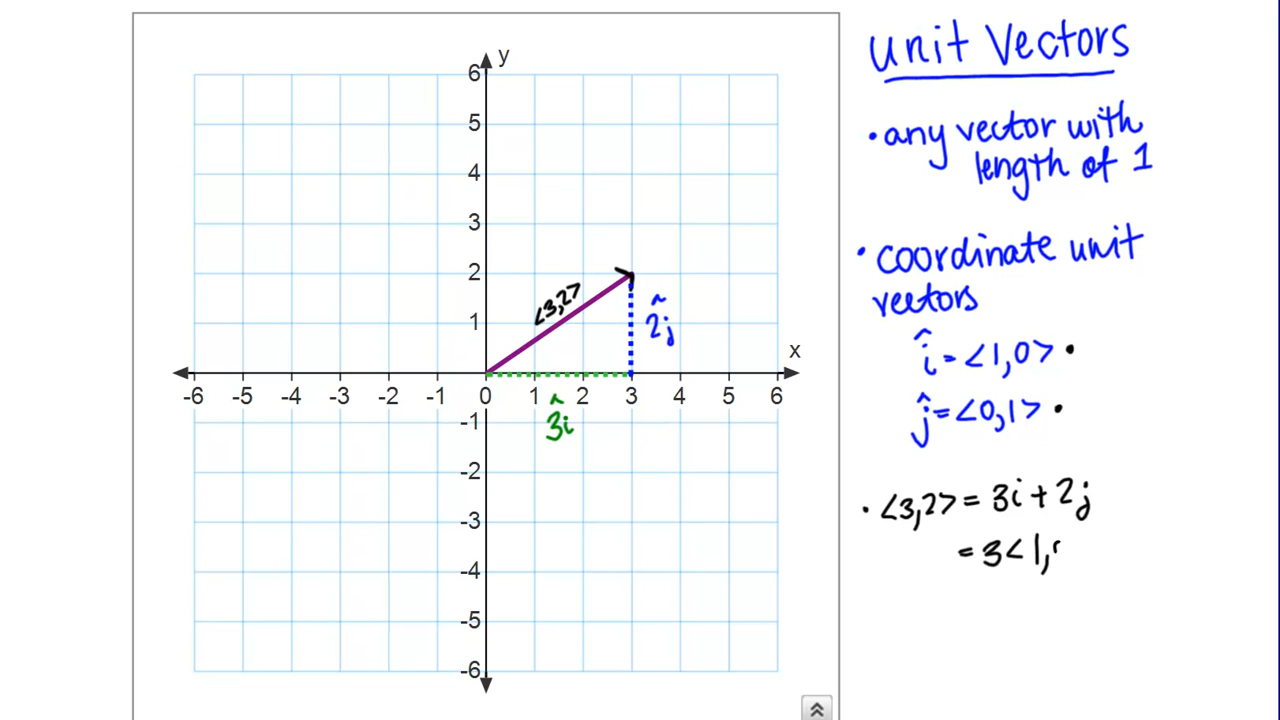 y
6
5
4
3
2
1
x
-6 -5 -4 -3 -2 -1 0 1 2 3 4 5 6
-1
-2
-3
-4
-5
-6
<3,2>
2ĵ
3î
Unit Vectors
• any vector with
length of 1
• coordinate unit
vectors
î = <1,0> •
ĵ = <0,1> •
• <3,2> = 3i + 2j
= 3<1,